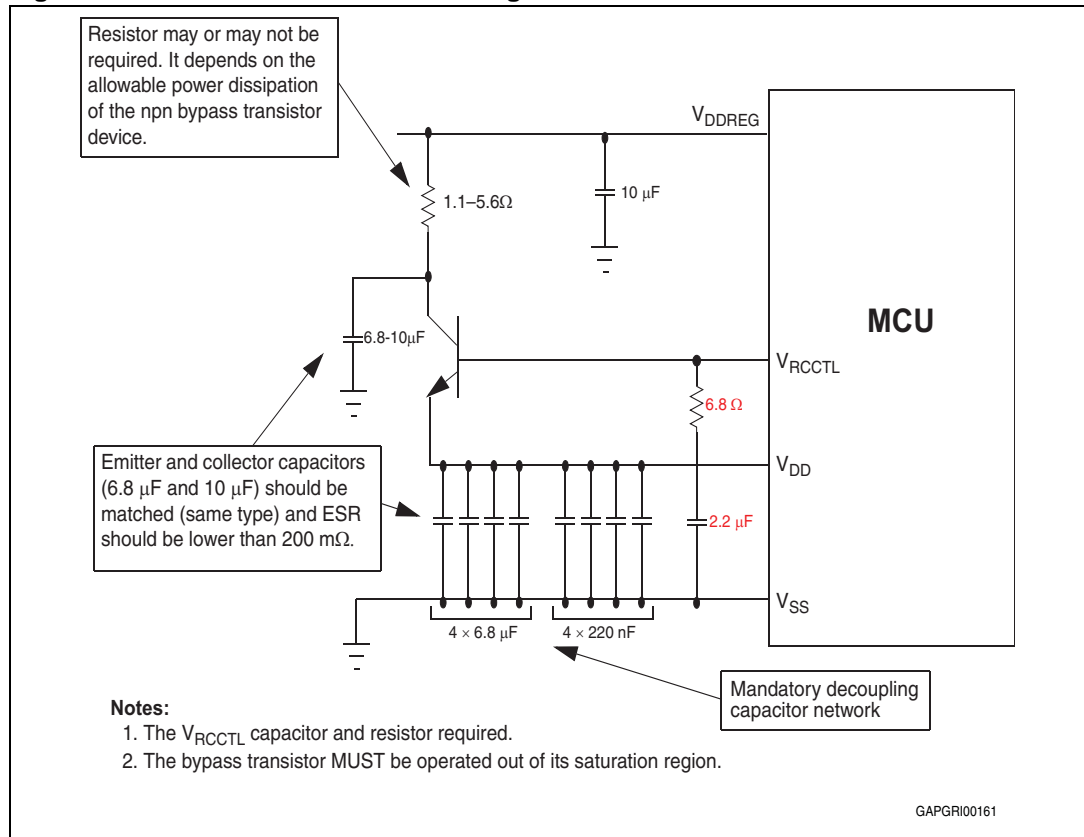 Resistor may or may not be
required. It depends on the
allowable power dissipation
of the npn bypass transistor
device.
VDDREG
10 μF
1.1–5.6Ω
MCU
6.8-10μF
VRCCTL
6.8 Ω
Emitter and collector capacitors
(6.8 μF and 10 μF) should be
matched (same type) and ESR
should be lower than 200 mΩ.
VDD
2.2 μF
VSS
4 × 6.8 μF
4 × 220 nF
Mandatory decoupling
capacitor network
Notes:
1. The VRCCTL capacitor and resistor required.
2. The bypass transistor MUST be operated out of its saturation region.
GAPGRI00161